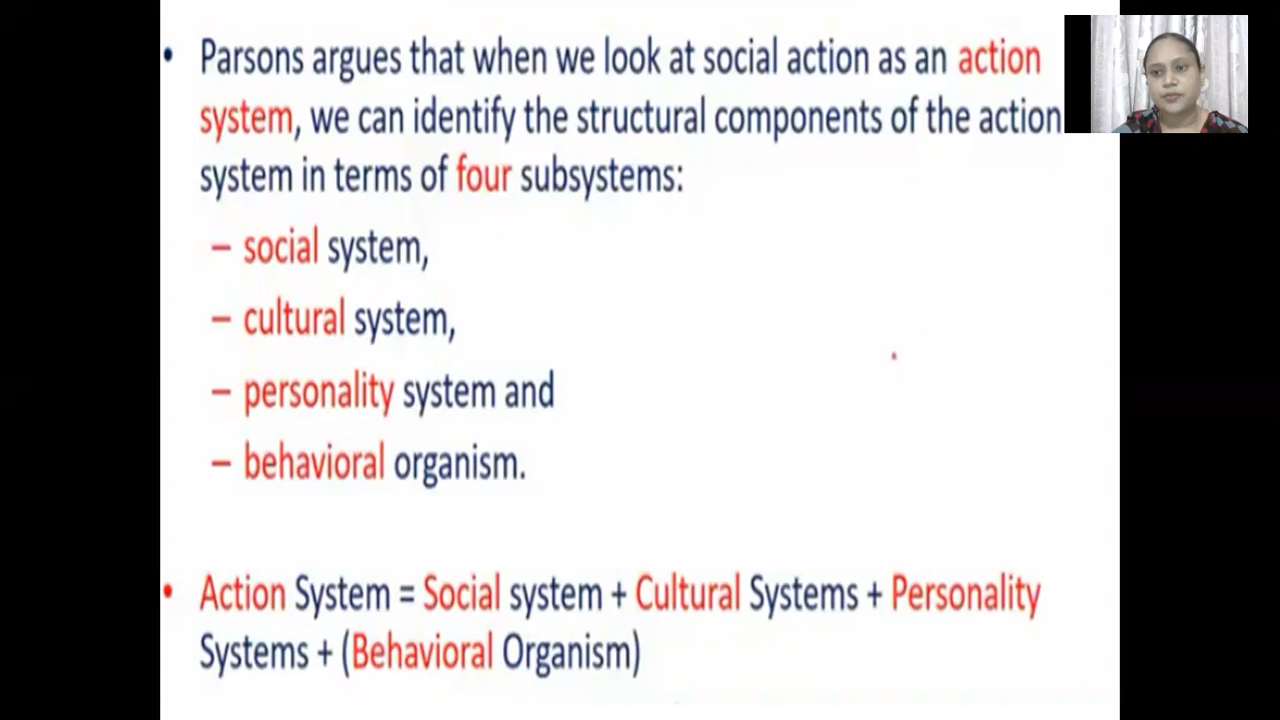 • Parsons argues that when we look at social action as an action
system, we can identify the structural components of the action
system in terms of four subsystems:
– social system,
– cultural system,
– personality system and
– behavioral organism.
• Action System = Social system + Cultural Systems + Personality
Systems + (Behavioral Organism)